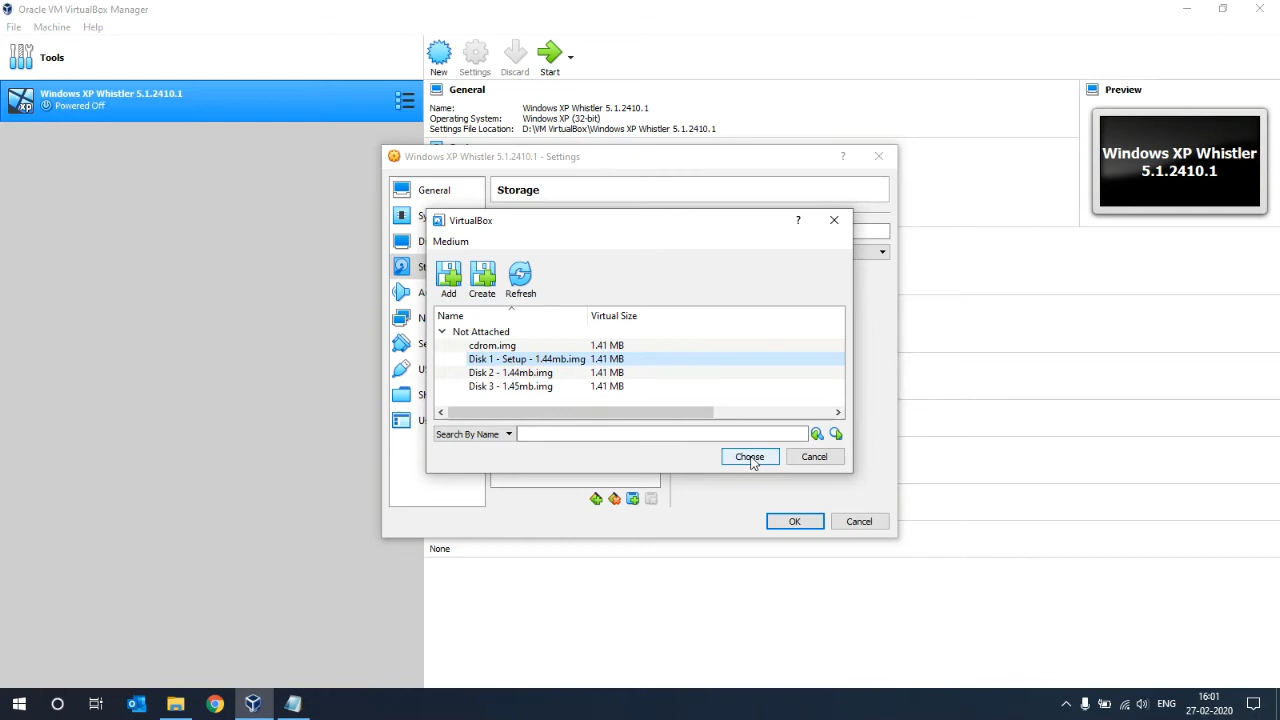 Oracle VM VirtualBox Manager
File Machine Help
Tools
New Settings Discard Start
Windows XP Whistler 5.1.2410.1
Powered Off
xp
General
Name: Windows XP Whistler 5.1.2410.1
Operating System: Windows XP (32-bit)
Settings File Location: D:\VM VirtualBox\Windows XP Whistler 5.1.2410.1
Preview
Windows XP Whistler
5.1.2410.1
Windows XP Whistler 5.1.2410.1 - Settings
General
Storage
VirtualBox
Medium
Add Create Refresh
Name Virtual Size
Not Attached
cdrom.img 1.41 MB
Disk 1 - Setup - 1.44mb.img 1.41 MB
Disk 2 - 1.44mb.img 1.41 MB
Disk 3 - 1.45mb.img 1.41 MB
Search By Name
Choose Cancel
OK Cancel
None
ENG
16:01
27-02-2020